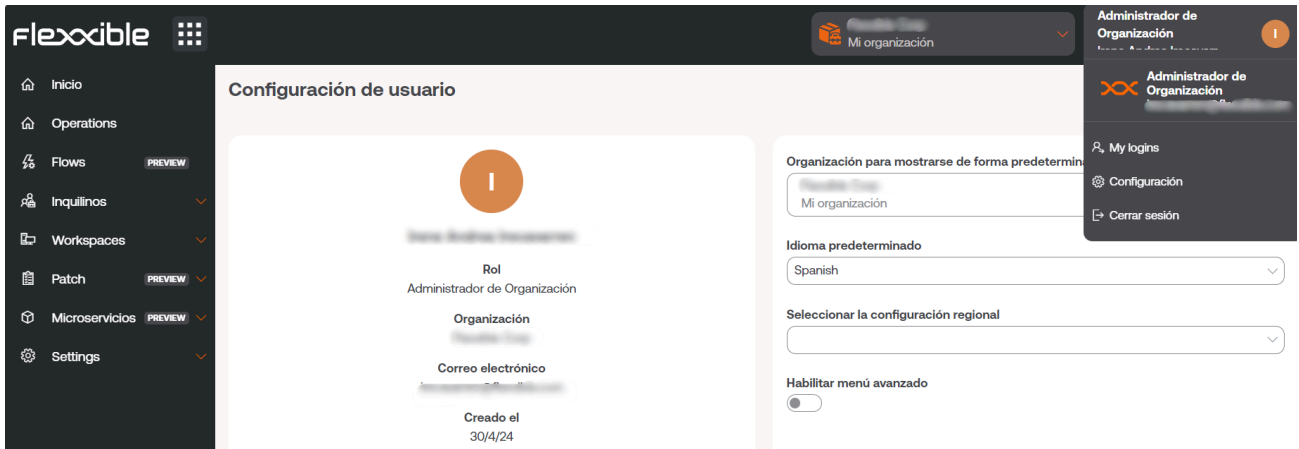 flexxible
Mi organización
Administrador de
Organización
I
Administrador de
Organización
My logins
Configuración
Cerrar sesión
Inicio
Operations
Flows PREVIEW
Inquilinos
Workspaces
Patch PREVIEW
Microservicios PREVIEW
Settings
Configuración de usuario
I
Rol
Administrador de Organización
Organización
Correo electrónico
Creado el
30/4/24
Organización para mostrarse de forma
Mi organización
Idioma predeterminado
Spanish
Seleccionar la configuración regional
Habilitar menú avanzado